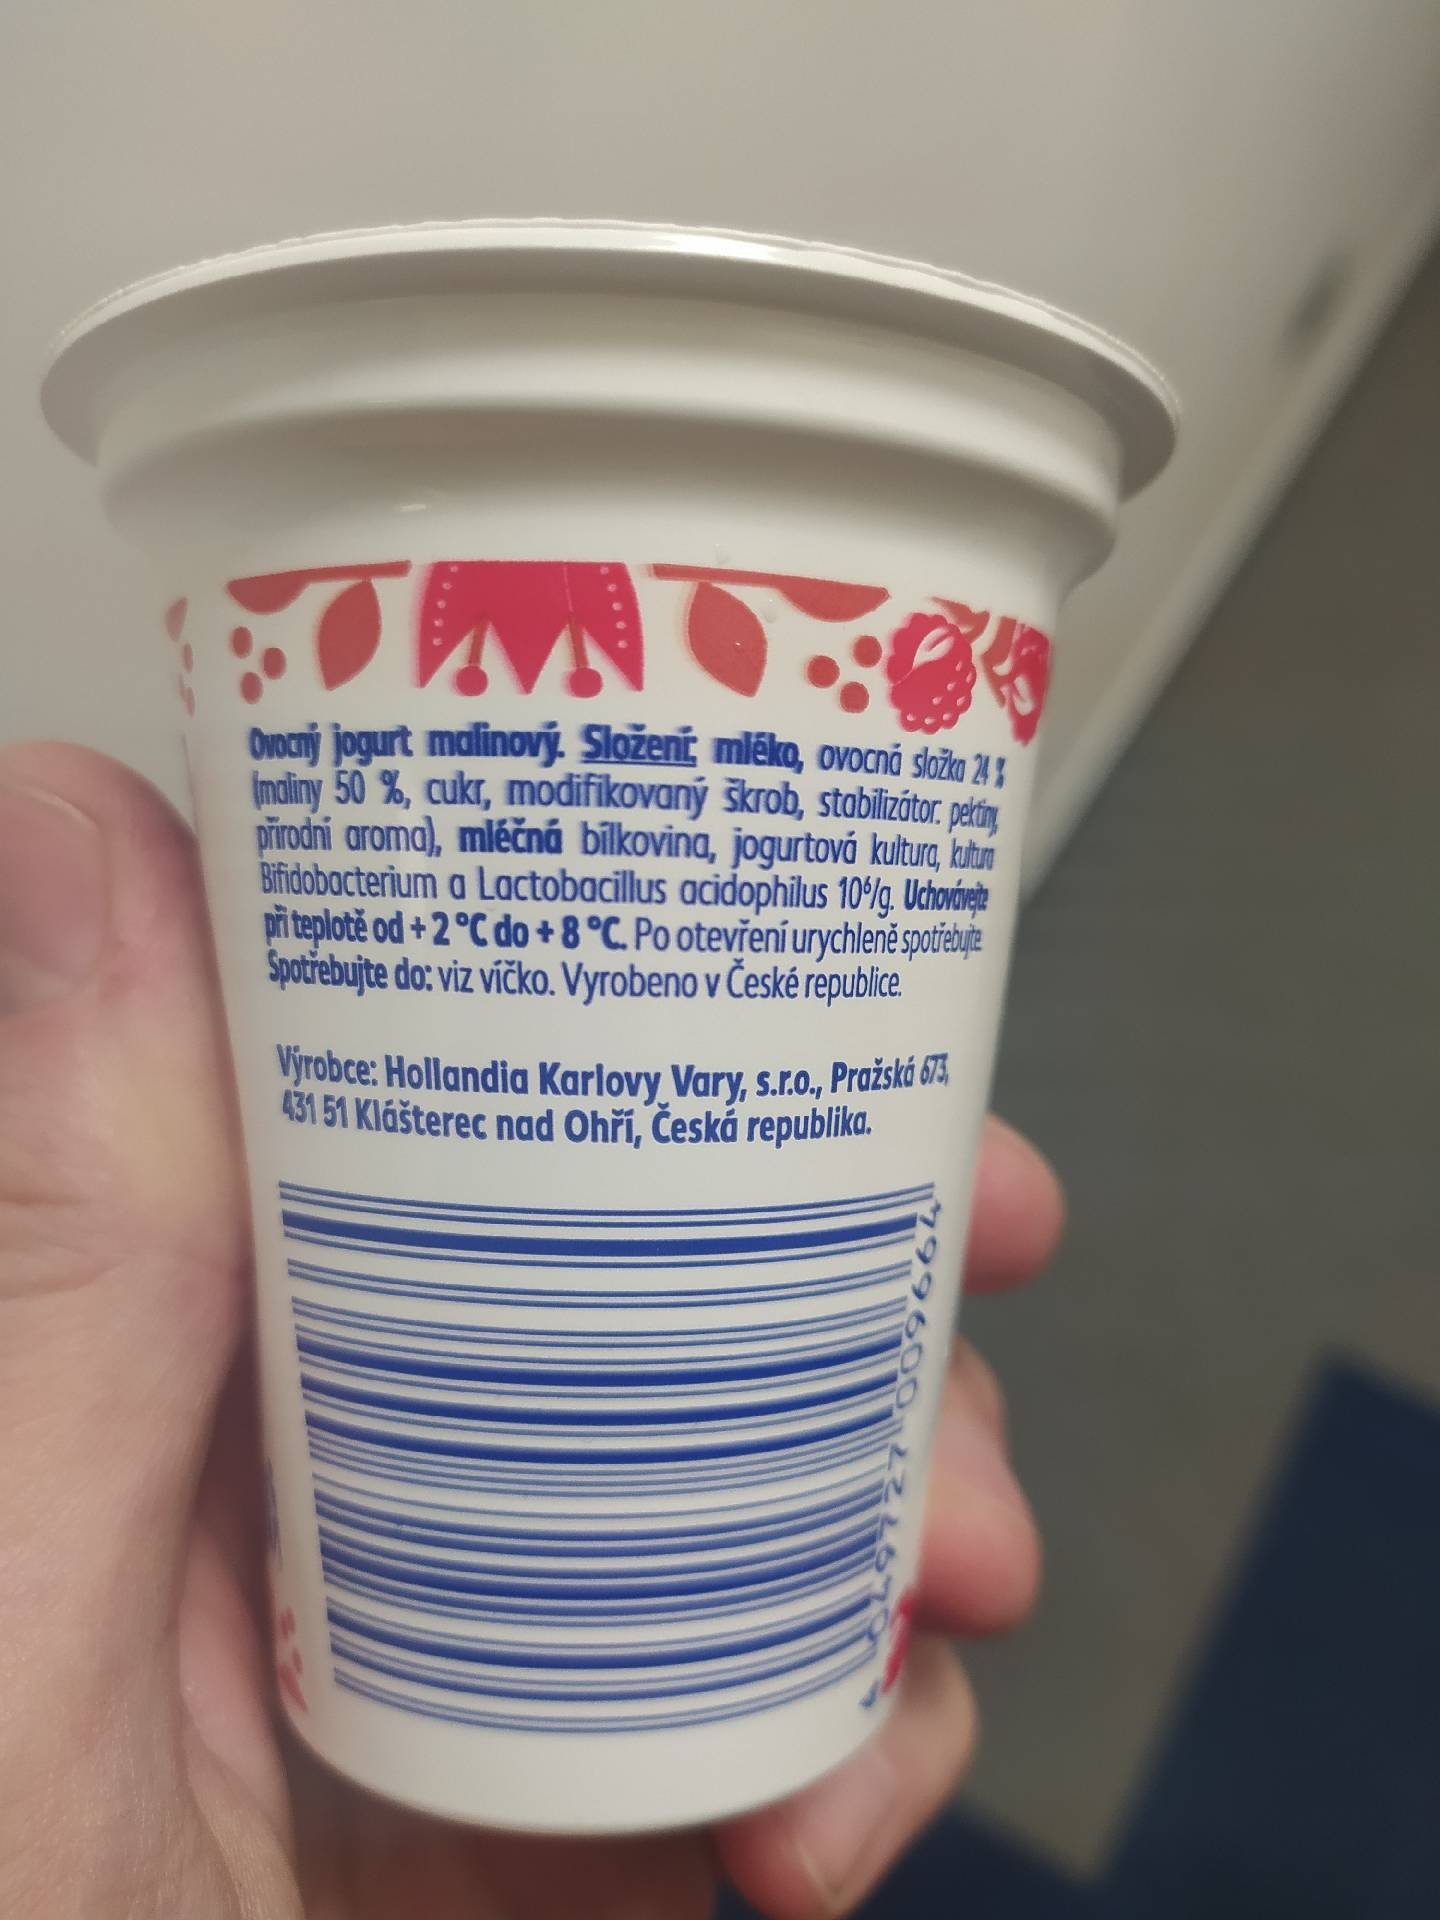 Ovocný jogurt malinový. Složení: mléko, ovocná složka 24 %
(maliny 50 %, cukr, modifikovaný škrob, stabilizátor: pektiny,
přírodní aroma), mléčná bílkovina, jogurtová kultura, kultura
Bifidobacterium a Lactobacillus acidophilus 10⁶/g. Uchovávejte
při teplotě od +2 °C do +8 °C. Po otevření urychleně spotřebujte.
Spotřebujte do: viz víčko. Vyrobeno v České republice.
Výrobce: Hollandia Karlovy Vary, s.r.o., Pražská 673,
431 51 Klášterec nad Ohří, Česká republika.